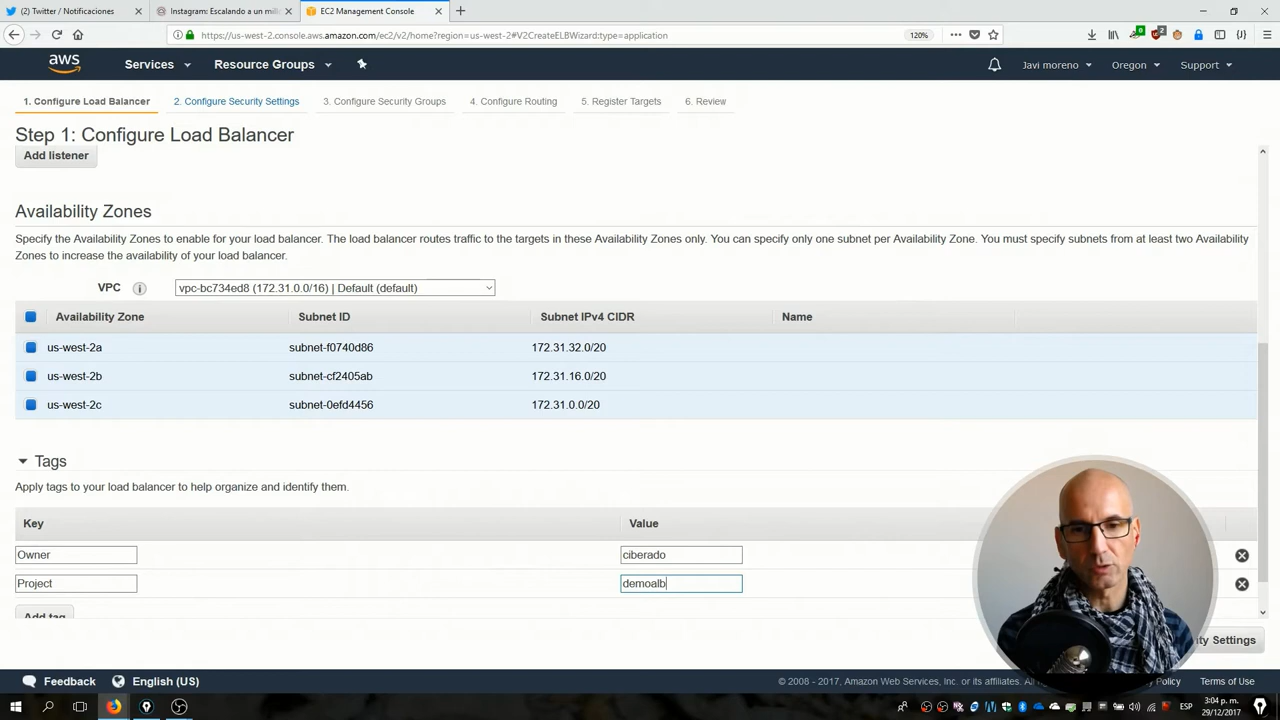 (2) Twitter / Notificaciones
Instagram: Escalando a un mill
EC2 Management Console
https://us-west-2.console.aws.amazon.com/ec2/v2/home?region=us-west-2#V2CreateELBWizard:type=application
120%
aws
Services
Resource Groups
Javi moreno
Oregon
Support
1. Configure Load Balancer
2. Configure Security Settings
3. Configure Security Groups
4. Configure Routing
5. Register Targets
6. Review
Step 1: Configure Load Balancer
Add listener
Availability Zones
Specify the Availability Zones to enable for your load balancer. The load balancer routes traffic to the targets in these Availability Zones only. You can specify only one subnet per Availability Zone. You must specify subnets from at least two Availability
Zones to increase the availability of your load balancer.
VPC
vpc-bc734ed8 (172.31.0.0/16) | Default (default)
Availability Zone Subnet ID Subnet IPv4 CIDR Name
us-west-2a subnet-f0740d86 172.31.32.0/20
us-west-2b subnet-cf2405ab 172.31.16.0/20
us-west-2c subnet-0efd4456 172.31.0.0/20
Tags
Apply tags to your load balancer to help organize and identify them.
Key Value
Owner ciberado
Project demoalb
Add tag
Settings
Feedback
English (US)
© 2008 - 2017, Amazon Web Services, Inc. or its affiliates.
Policy
Terms of Use
ESP
3:04 p. m.
29/12/2017